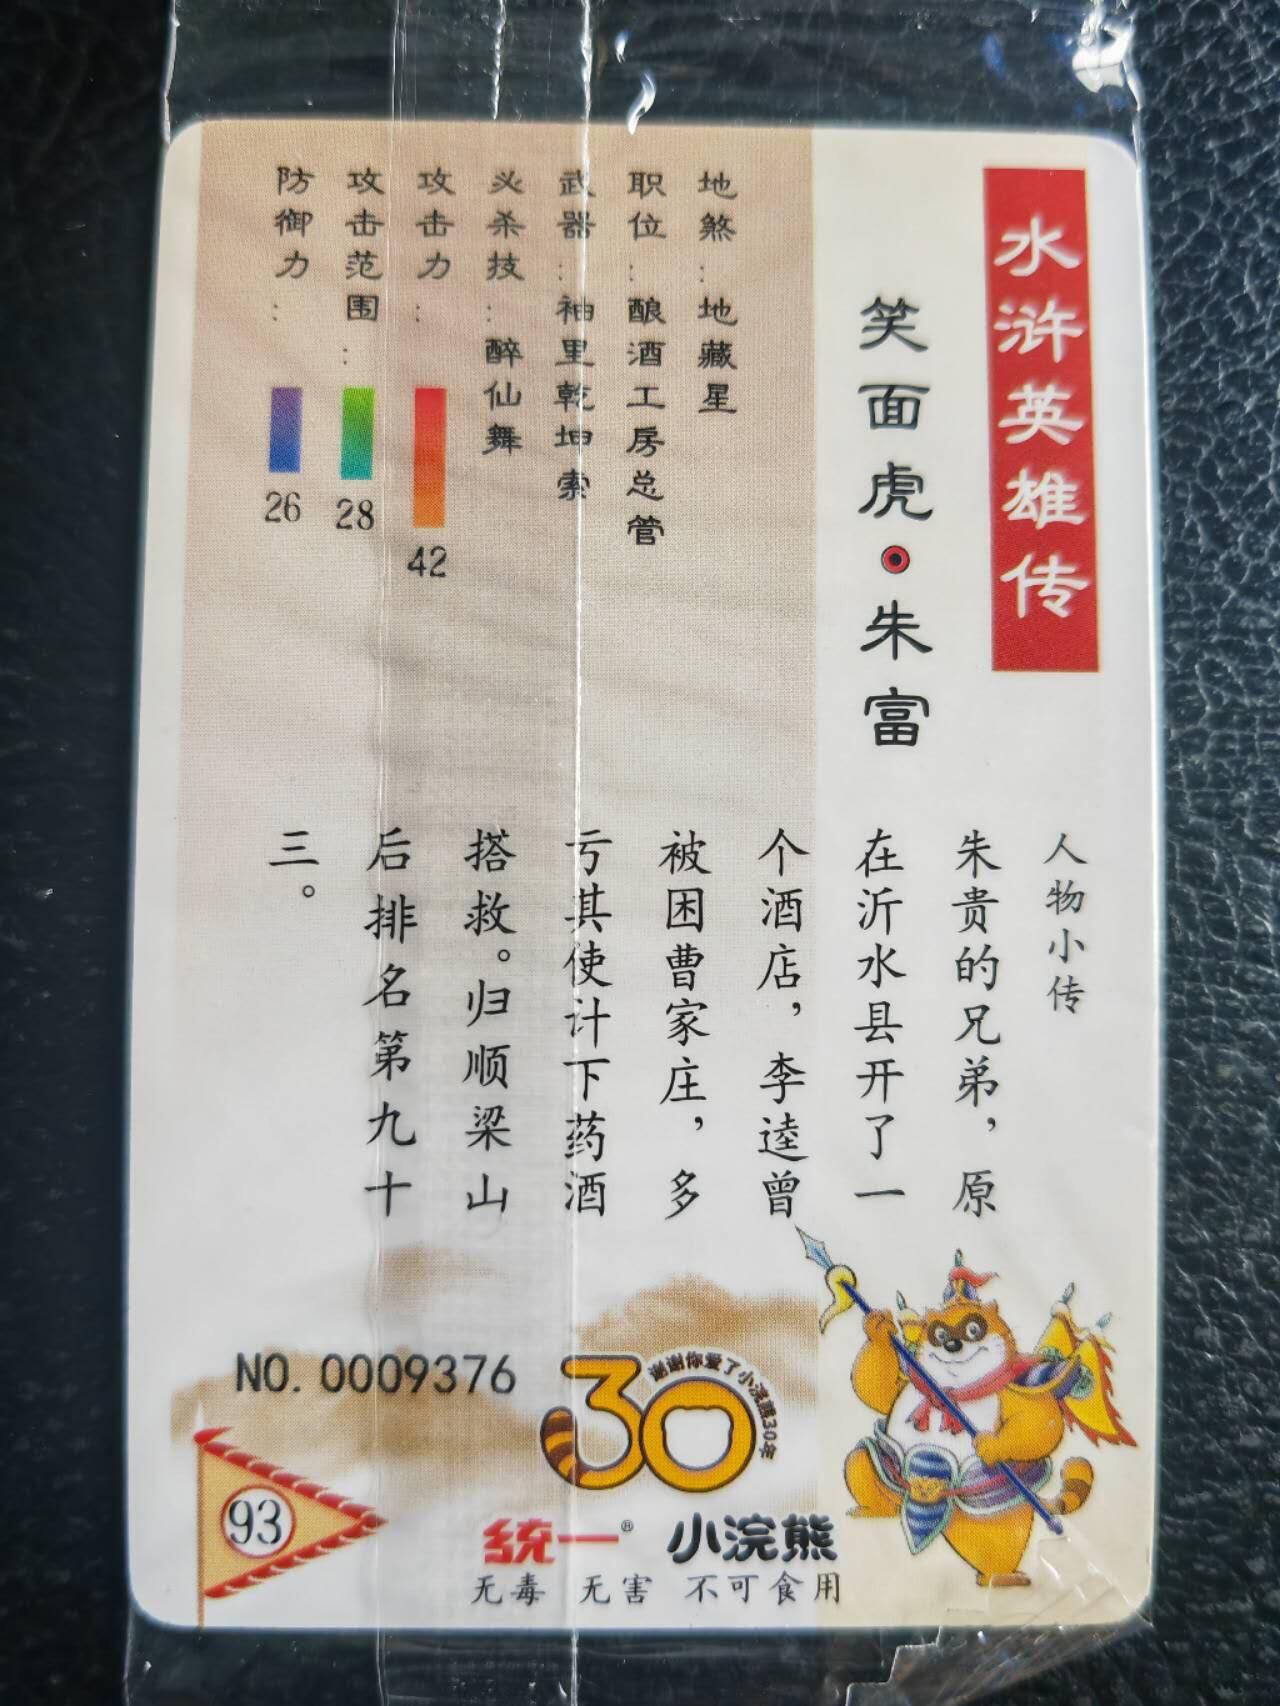 水浒英雄传
笑面虎·朱富
地煞：地藏星
职位：酿酒工房总管
武器：袖里乾坤索
必杀技：醉仙舞
攻击力：
42
攻击范围：
28
防御力：
26
人物小传
朱贵的兄弟，原
在沂水县开了一
个酒店，李逵曾
被困曹家庄，多
亏其使计下药酒
搭救。归顺梁山
后排名第九十
三。
NO.0009376
30
谢谢你爱了小浣熊30年
93
统一® 小浣熊
无毒 无害 不可食用